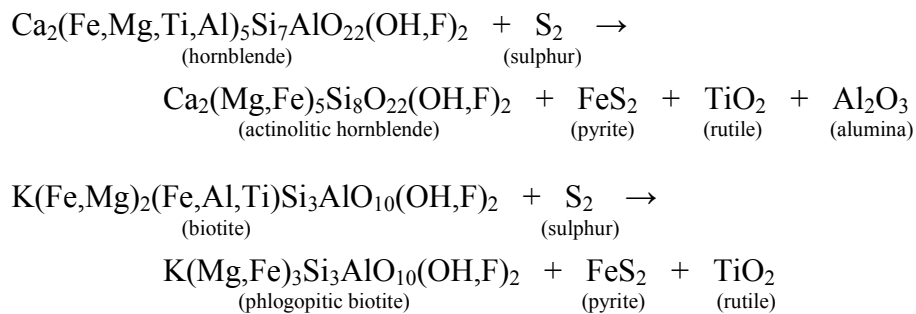 Ca₂(Fe,Mg,Ti,Al)₅Si₇AlO₂₂(OH,F)₂ + S₂ →
(hornblende) (sulphur)
Ca₂(Mg,Fe)₅Si₈O₂₂(OH,F)₂ + FeS₂ + TiO₂ + Al₂O₃
(actinolitic hornblende) (pyrite) (rutile) (alumina)
K(Fe,Mg)₂(Fe,Al,Ti)Si₃AlO₁₀(OH,F)₂ + S₂ →
(biotite) (sulphur)
K(Mg,Fe)₃Si₃AlO₁₀(OH,F)₂ + FeS₂ + TiO₂
(phlogopitic biotite) (pyrite) (rutile)